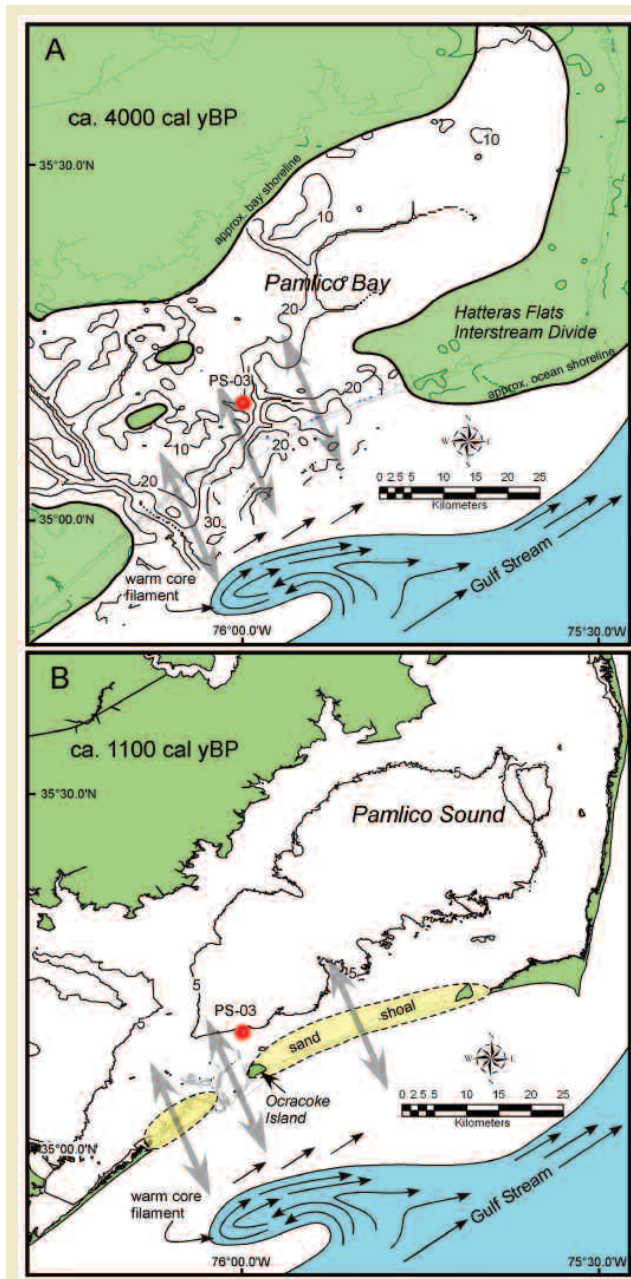 A
ca. 4000 cal yBP
35°30.0'N
10
approx. bay shoreline
10
Pamlico Bay
20
Hatteras Flats
Interstream Divide
PS-03
20
approx. ocean shoreline
10
20
20
N
W E
S
30
0 2.5 5 10 15 20 25
Kilometers
35°00.0'N
warm core
filament
Gulf Stream
76°00.0'W
75°30.0'W
B
ca. 1100 cal yBP
5
35°30.0'N
Pamlico Sound
5
5
5
PS-03
sand shoal
N
W E
S
Ocracoke
Island
0 2.5 5 10 15 20 25
Kilometers
35°00.0'N
warm core
filament
Gulf Stream
76°00.0'W
75°30.0'W